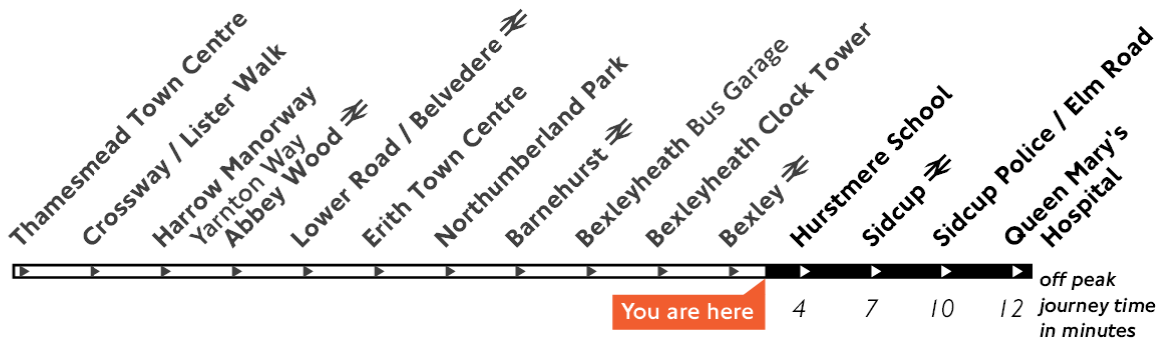 Thamesmead Town Centre
Crossway / Lister Walk
Harrow Manorway
Yarnton Way
Abbey Wood
Lower Road / Belvedere
Erith Town Centre
Northumberland Park
Barnehurst
Bexleyheath Bus Garage
Bexleyheath Clock Tower
Bexley
Hurstmere School
Sidcup
Sidcup Police / Elm Road
Queen Mary's
Hospital
You are here
4 7 10 12
off peak
journey time
in minutes